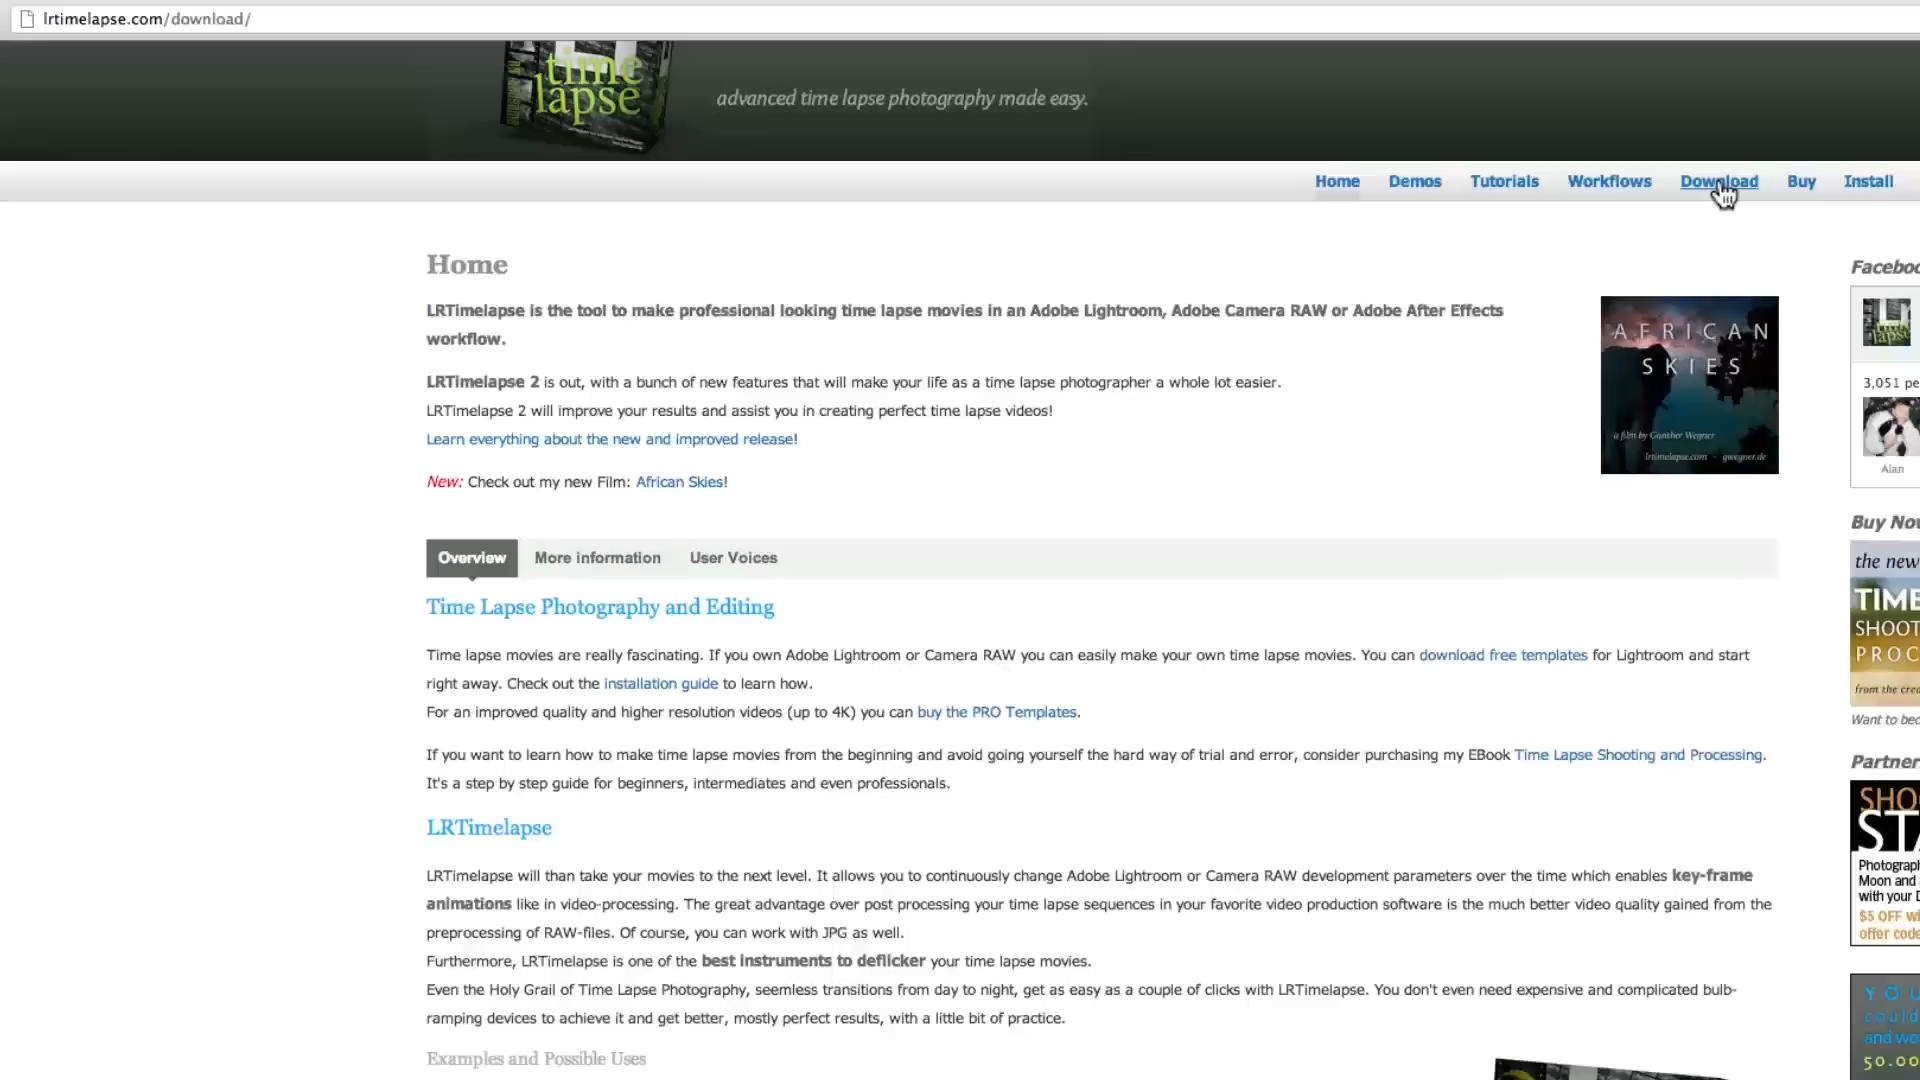 lrtimelapse.com/download/
time
lapse
advanced time lapse photography made easy.
Home Demos Tutorials Workflows Download Buy Install
Home
LRTimelapse is the tool to make professional looking time lapse movies in an Adobe Lightroom, Adobe Camera RAW or Adobe After Effects
workflow.
LRTimelapse 2 is out, with a bunch of new features that will make your life as a time lapse photographer a whole lot easier.
LRTimelapse 2 will improve your results and assist you in creating perfect time lapse videos!
Learn everything about the new and improved release!
New: Check out my new Film: African Skies!
AFRICAN
SKIES
a film by Gunther Wegner
lrtimelapse.com - gwegner.de
Overview More information User Voices
Time Lapse Photography and Editing
Time lapse movies are really fascinating. If you own Adobe Lightroom or Camera RAW you can easily make your own time lapse movies. You can download free templates for Lightroom and start
right away. Check out the installation guide to learn how.
For an improved quality and higher resolution videos (up to 4K) you can buy the PRO Templates.
If you want to learn how to make time lapse movies from the beginning and avoid going yourself the hard way of trial and error, consider purchasing my EBook Time Lapse Shooting and Processing.
It's a step by step guide for beginners, intermediates and even professionals.
LRTimelapse
LRTimelapse will than take your movies to the next level. It allows you to continuously change Adobe Lightroom or Camera RAW development parameters over the time which enables key-frame
animations like in video-processing. The great advantage over post processing your time lapse sequences in your favorite video production software is the much better video quality gained from the
preprocessing of RAW-files. Of course, you can work with JPG as well.
Furthermore, LRTimelapse is one of the best instruments to deflicker your time lapse movies.
Even the Holy Grail of Time Lapse Photography, seemless transitions from day to night, get as easy as a couple of clicks with LRTimelapse. You don't even need expensive and complicated bulb-
ramping devices to achieve it and get better, mostly perfect results, with a little bit of practice.
Examples and Possible Uses
Faceboo
lapse
3,051 pe
Alan
Buy Now
the new
TIME
SHOOT
PROC
from the crea
Want to bec
Partner
SHO
STA
Photograph
Moon and
with your D
$5 OFF wi
offer code
YOU
could
and wo
50.00